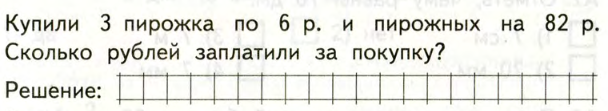 Купили 3 пирожка по 6 р. и пирожных на 82 р.
Сколько рублей заплатили за покупку?
Решение: